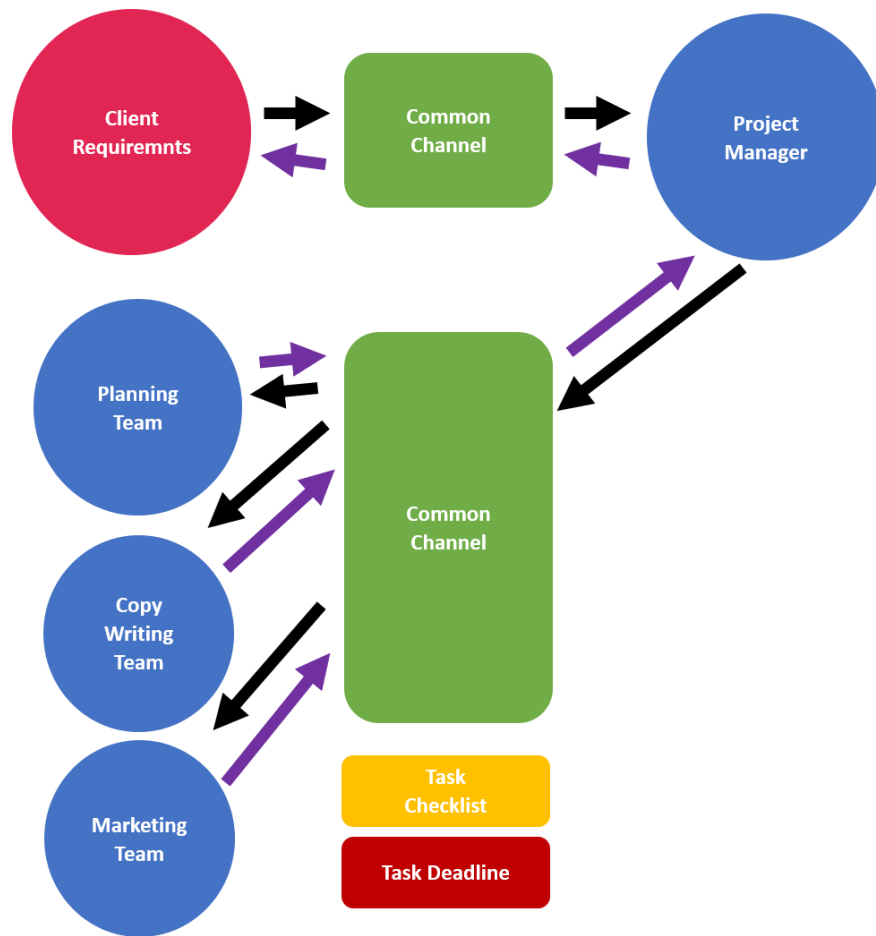 Client
Requiremnts
Common
Channel
Project
Manager
Planning
Team
Common
Channel
Copy
Writing
Team
Marketing
Team
Task
Checklist
Task Deadline